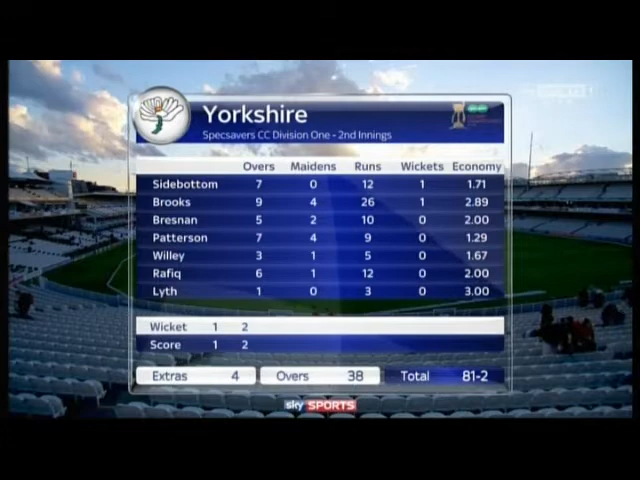 Yorkshire
Specsavers CC Division One - 2nd Innings
Overs Maidens Runs Wickets Economy
Sidebottom 7 0 12 1 1.71
Brooks 9 4 26 1 2.89
Bresnan 5 2 10 0 2.00
Patterson 7 4 9 0 1.29
Willey 3 1 5 0 1.67
Rafiq 6 1 12 0 2.00
Lyth 1 0 3 0 3.00
Wicket 1 2
Score 1 2
Extras 4 Overs 38 Total 81-2
sky SPORTS